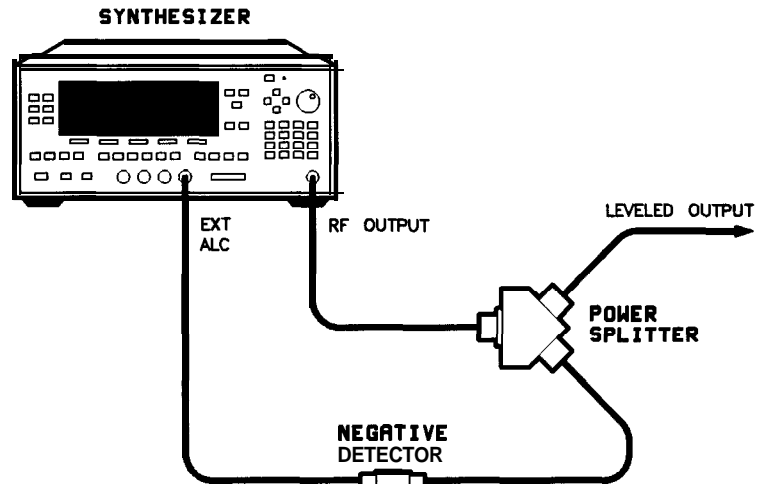 SYNTHESIZER
EXT
ALC
RF OUTPUT
LEVELED OUTPUT
POWER
SPLITTER
NEGATIVE
DETECTOR